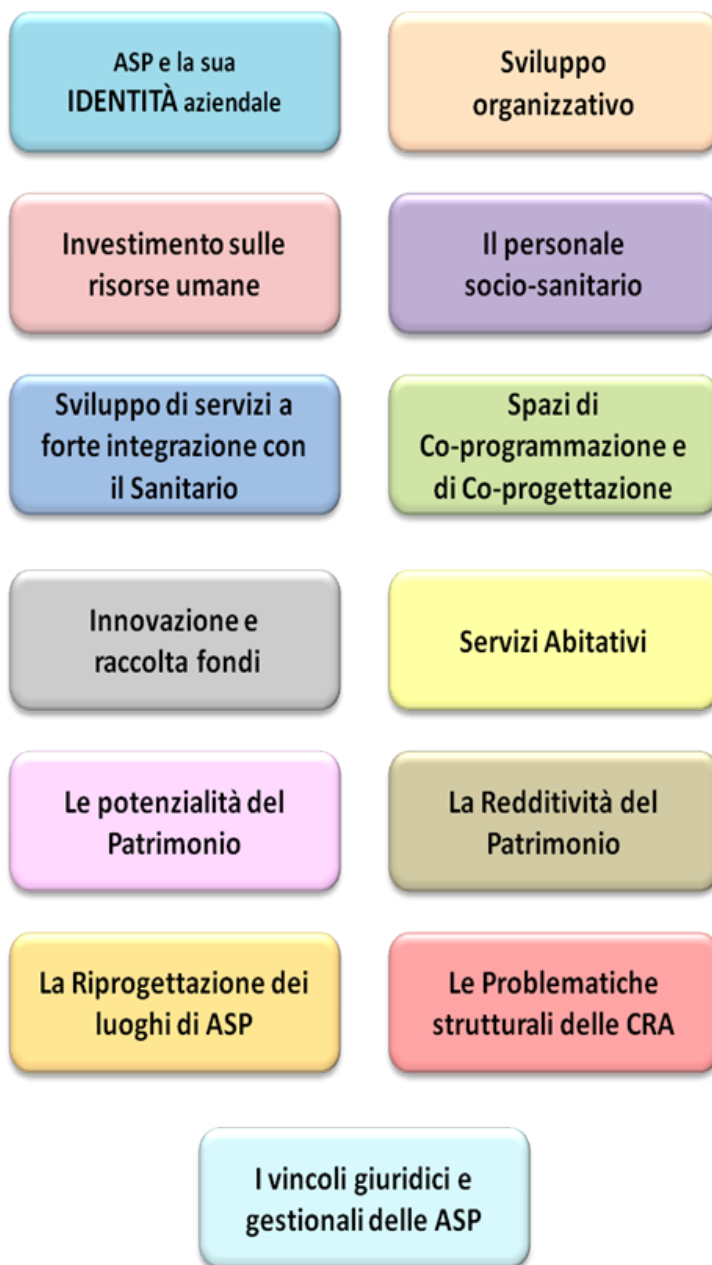 ASP e la sua
IDENTITÀ aziendale
Sviluppo
organizzativo
Investimento sulle
risorse umane
Il personale
socio-sanitario
Sviluppo di servizi a
forte integrazione con
il Sanitario
Spazi di
Co-programmazione e
di Co-progettazione
Innovazione e
raccolta fondi
Servizi Abitativi
Le potenzialità del
Patrimonio
La Redditività del
Patrimonio
La Riprogettazione dei
luoghi di ASP
Le Problematiche
strutturali delle CRA
I vincoli giuridici e
gestionali delle ASP